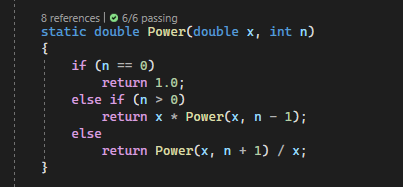 8 references | 6/6 passing
static double Power(double x, int n)
{
    if (n == 0)
        return 1.0;
    else if (n > 0)
        return x * Power(x, n - 1);
    else
        return Power(x, n + 1) / x;
}